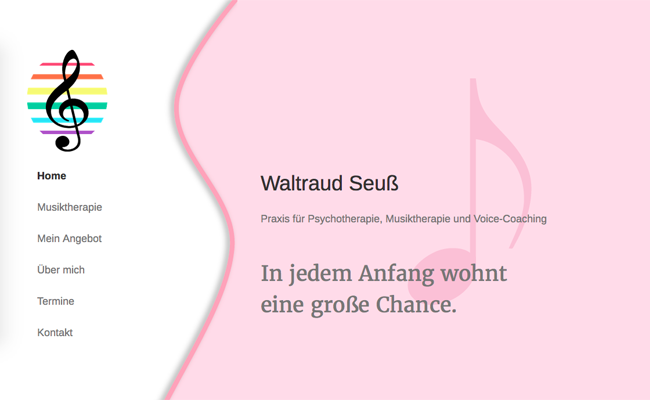 Home
Musiktherapie
Mein Angebot
Über mich
Termine
Kontakt
Waltraud Seuß
Praxis für Psychotherapie, Musiktherapie und Voice-Coaching
In jedem Anfang wohnt
eine große Chance.